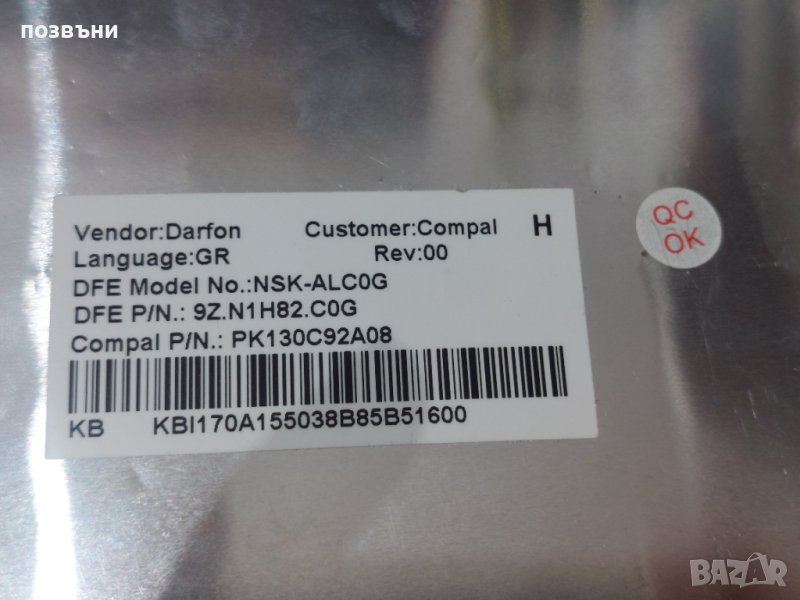 позвъни
Vendor:Darfon Customer:Compal H
Language:GR Rev:00
DFE Model No.:NSK-ALC0G
DFE P/N.: 9Z.N1H82.C0G
Compal P/N.: PK130C92A08
KB KBI170A155038B85B51600
QC
OK
BAZAR